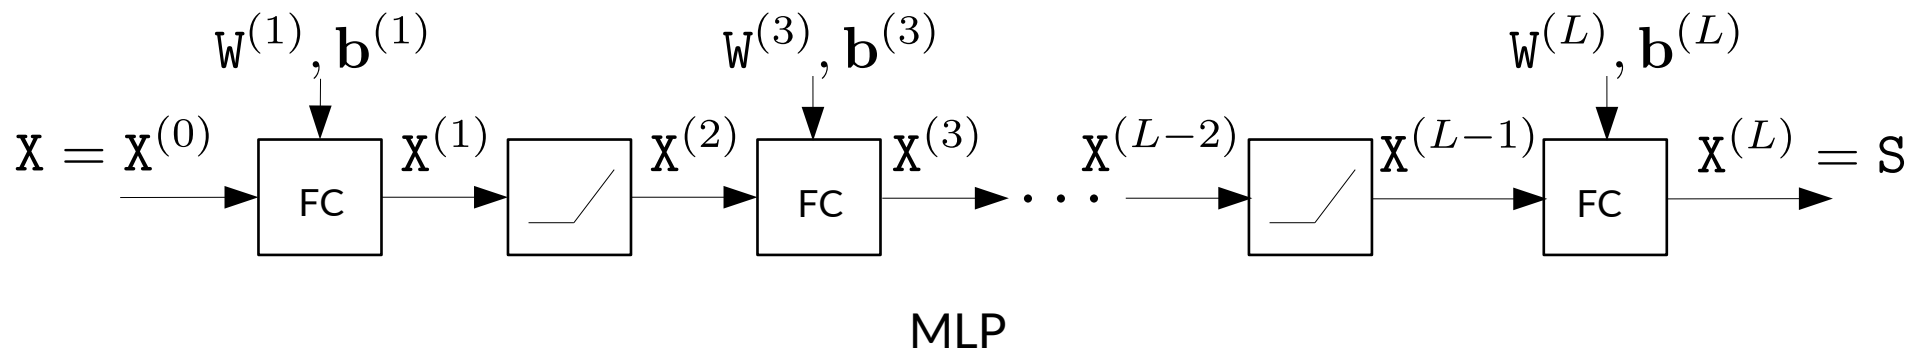 W^(1), b^(1) W^(3), b^(3) W^(L), b^(L)
X = X^(0) X^(1) X^(2) X^(3) X^(L−2) X^(L−1) X^(L) = S
FC FC ··· FC
MLP